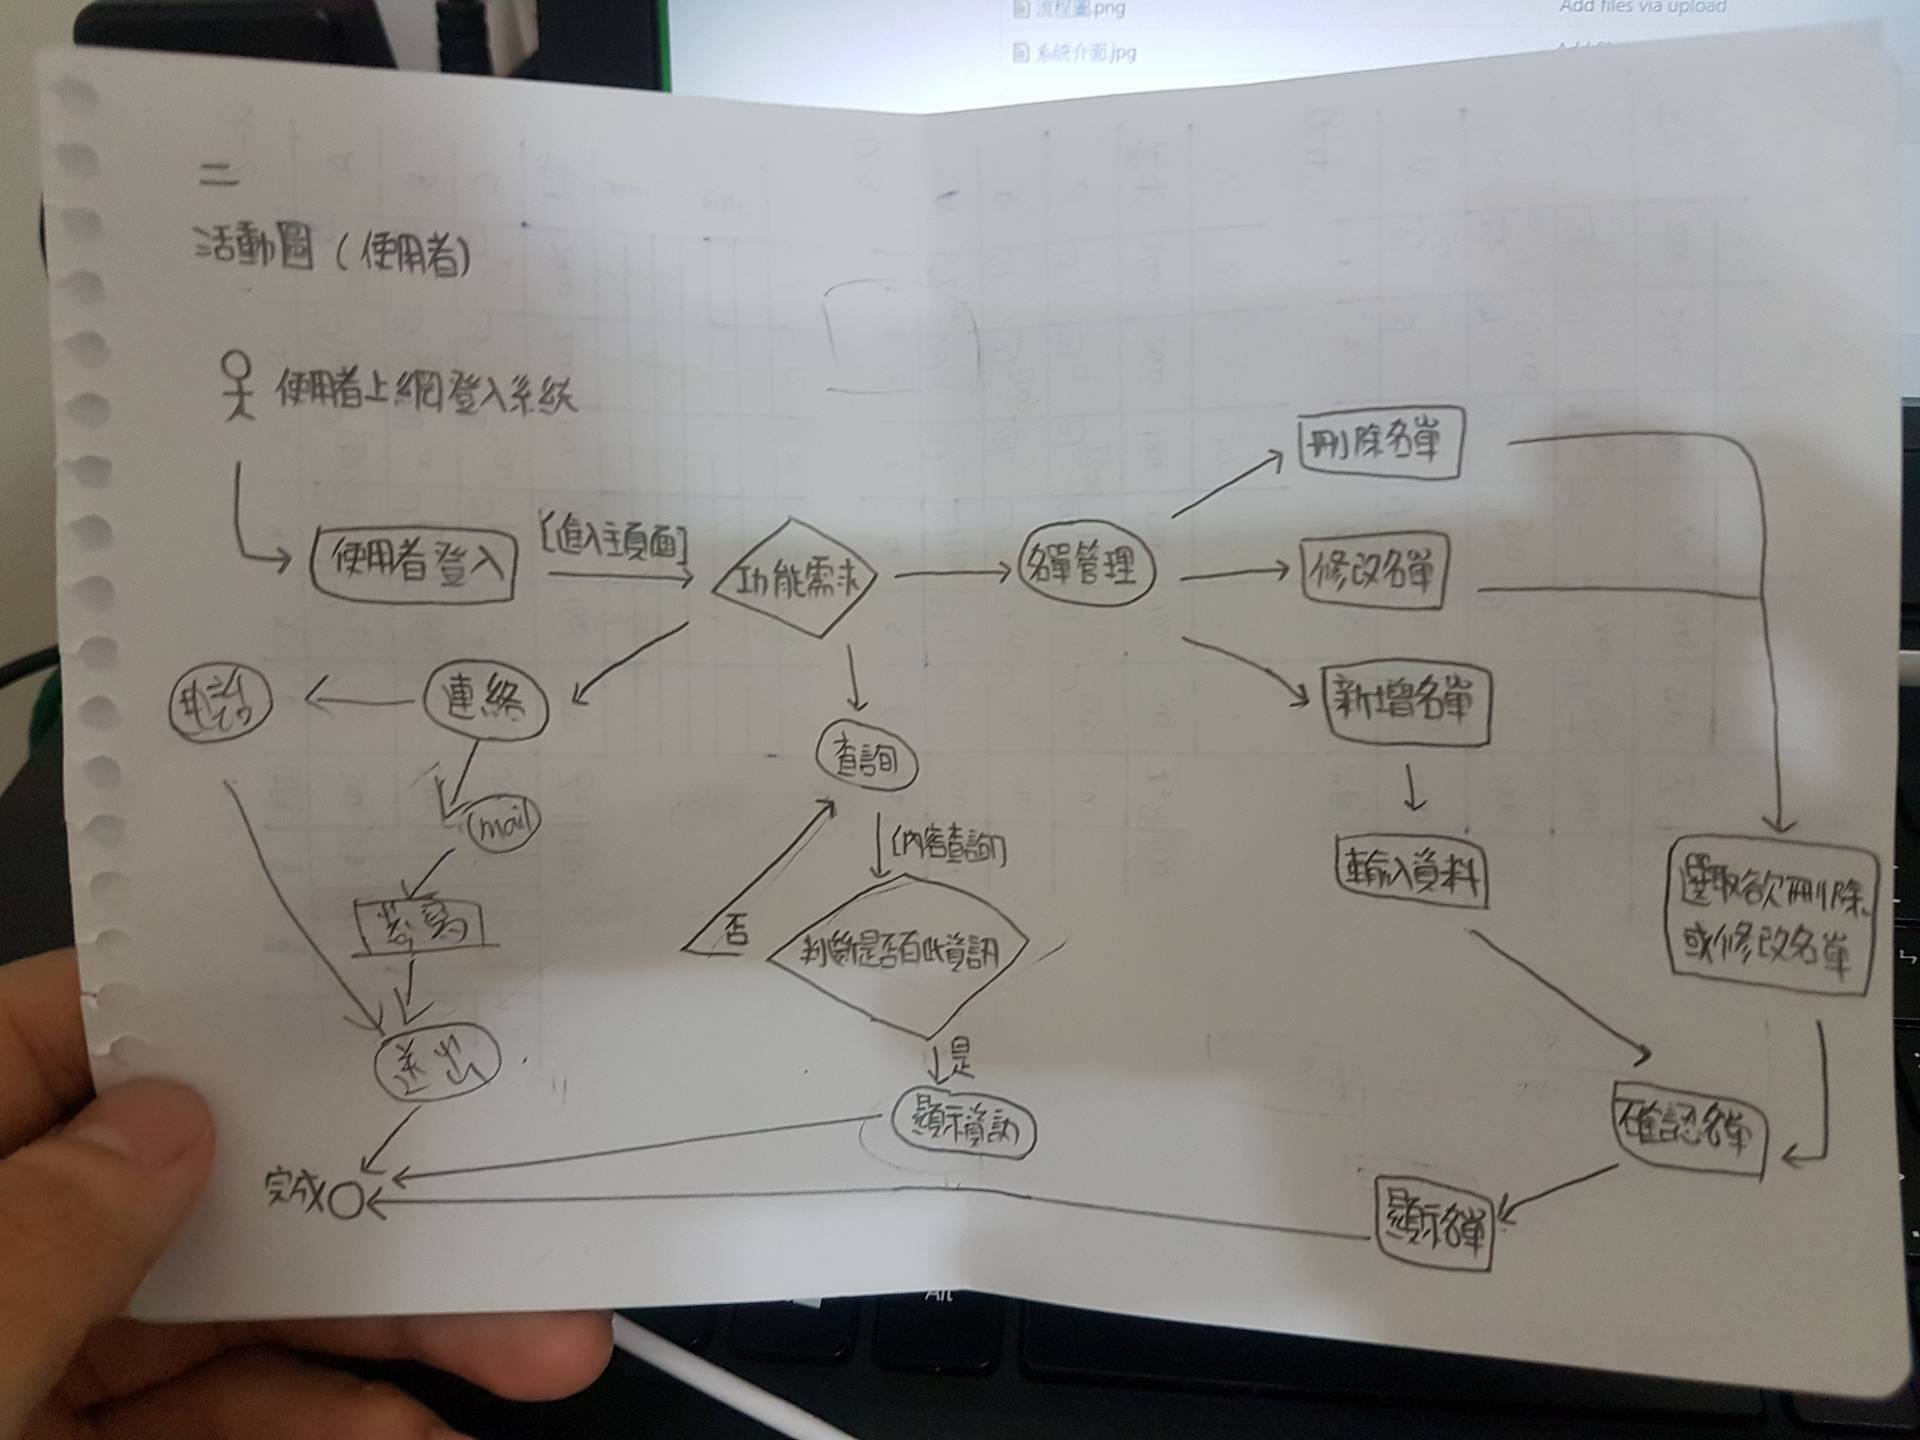 流程圖.png
Add files via upload
系統介面.jpg
二
活動圖(使用者)
使用者上網登入系統
使用者登入
[進入主頁面]
功能需求
名單管理
刪除名單
修改名單
新增名單
連絡
電話
查詢
mail
[內容查詢]
輸入資料
選取欲刪除
或修改名單
否
判斷是否有此資訊
送出
是
顯示資訊
確認名單
完成
顯示名單
Alt